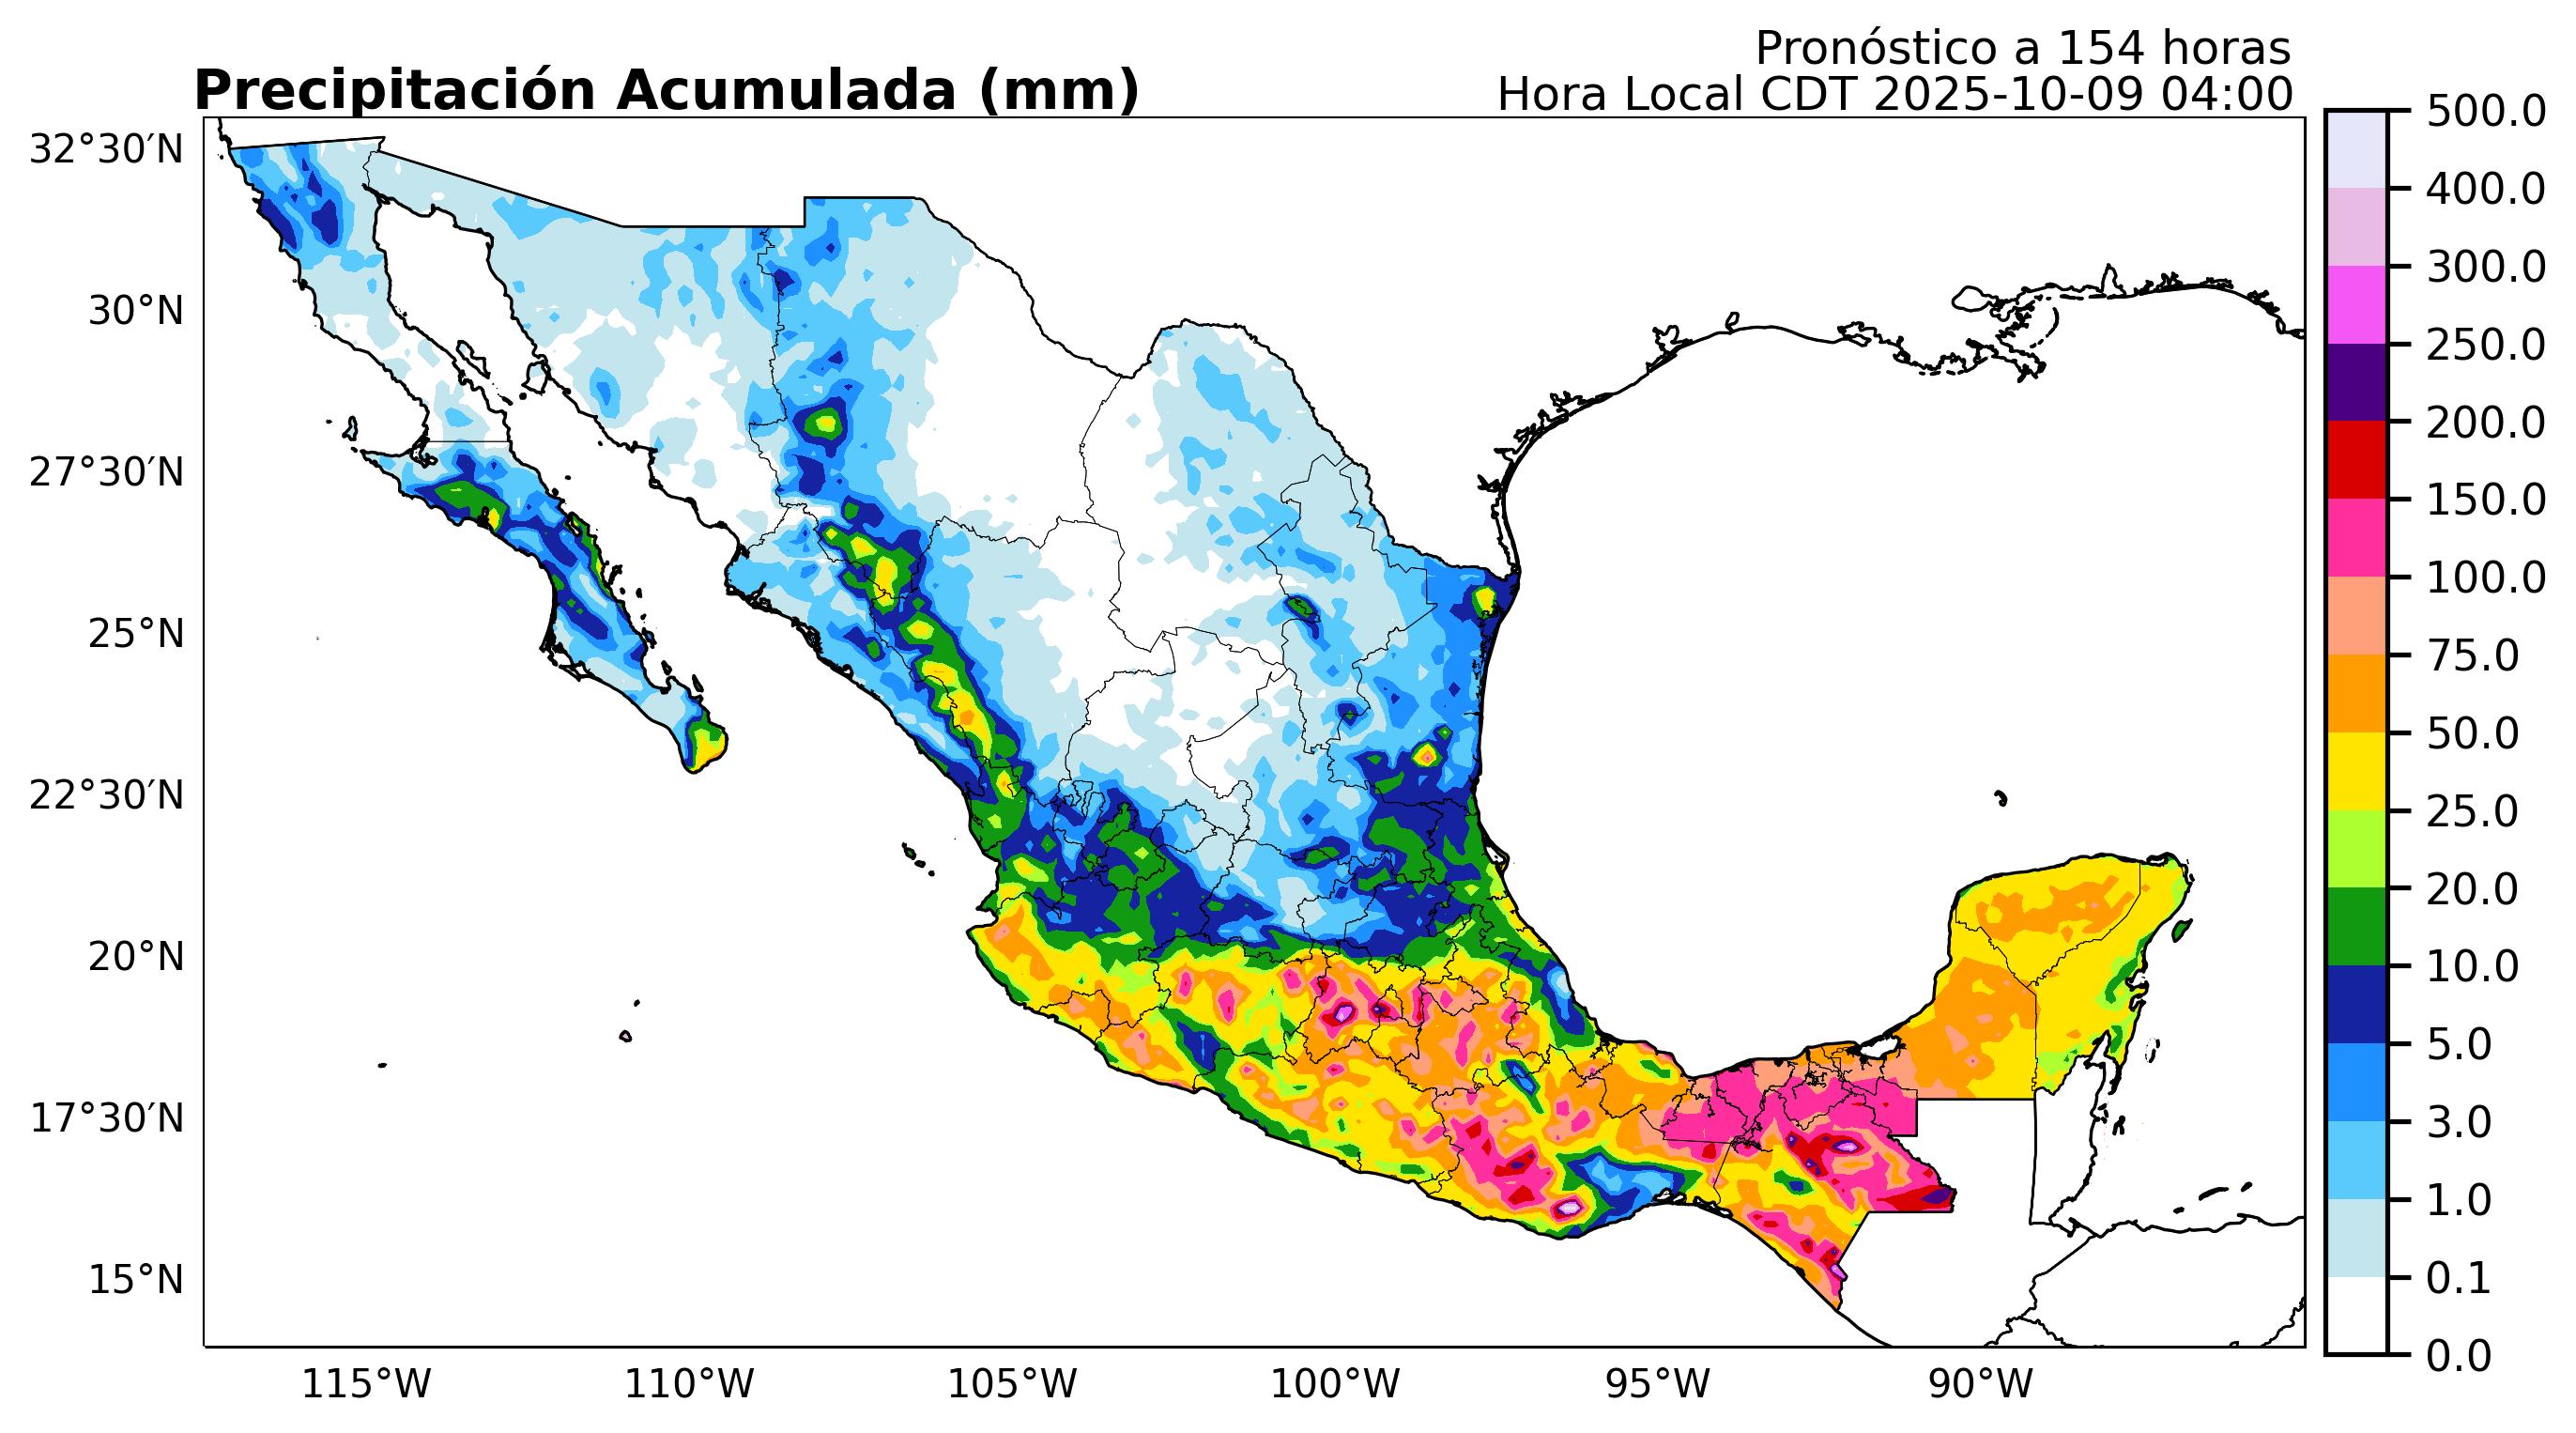 Pronóstico a 154 horas
Precipitación Acumulada (mm)
Hora Local CDT 2025-10-09 04:00
32°30′N
30°N
27°30′N
25°N
22°30′N
20°N
17°30′N
15°N
115°W
110°W
105°W
100°W
95°W
90°W
500.0
400.0
300.0
250.0
200.0
150.0
100.0
75.0
50.0
25.0
20.0
10.0
5.0
3.0
1.0
0.1
0.0